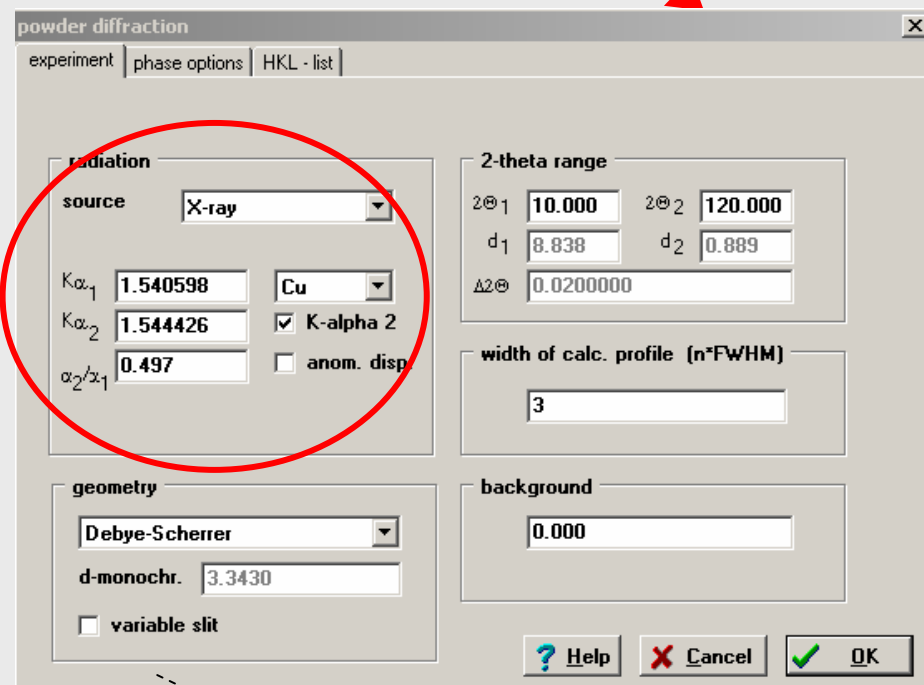 powder diffraction
experiment phase options HKL - list
radiation
source X-ray
Kα1 1.540598 Cu
Kα2 1.544426 K-alpha 2
α2/α1 0.497 anom. disp.
geometry
Debye-Scherrer
d-monochr. 3.3430
variable slit
2-theta range
2Θ1 10.000 2Θ2 120.000
d1 8.838 d2 0.889
Δ2Θ 0.0200000
width of calc. profile (n*FWHM)
3
background
0.000
? Help Cancel OK